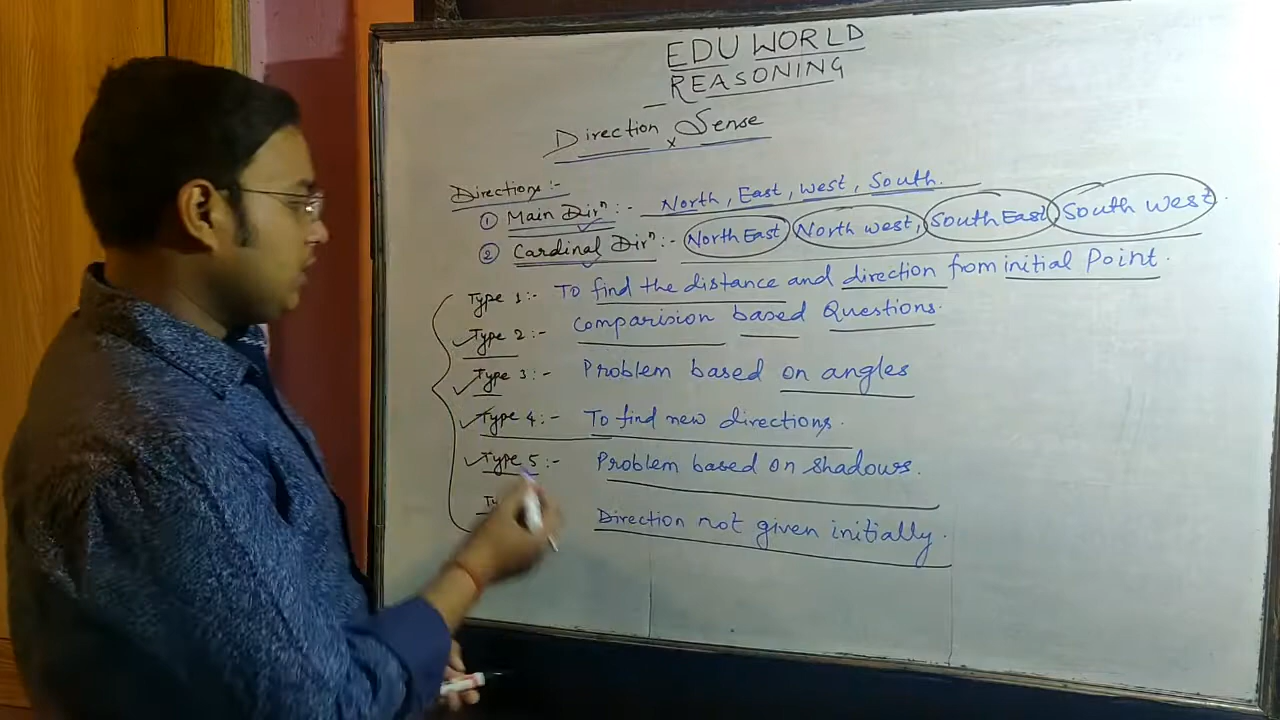 EDU WORLD
REASONING
Direction Sense
Directions:-
① Main Dirⁿ:- North, East, west, South.
② Cardinal Dirⁿ:- North East North west, South East South west
Type 1:- To find the distance and direction from initial Point.
Type 2:- Comparision based Questions.
Type 3:- Problem based on angles
Type 4:- To find new directions.
Type 5:- Problem based on shadows.
Direction not given initially.